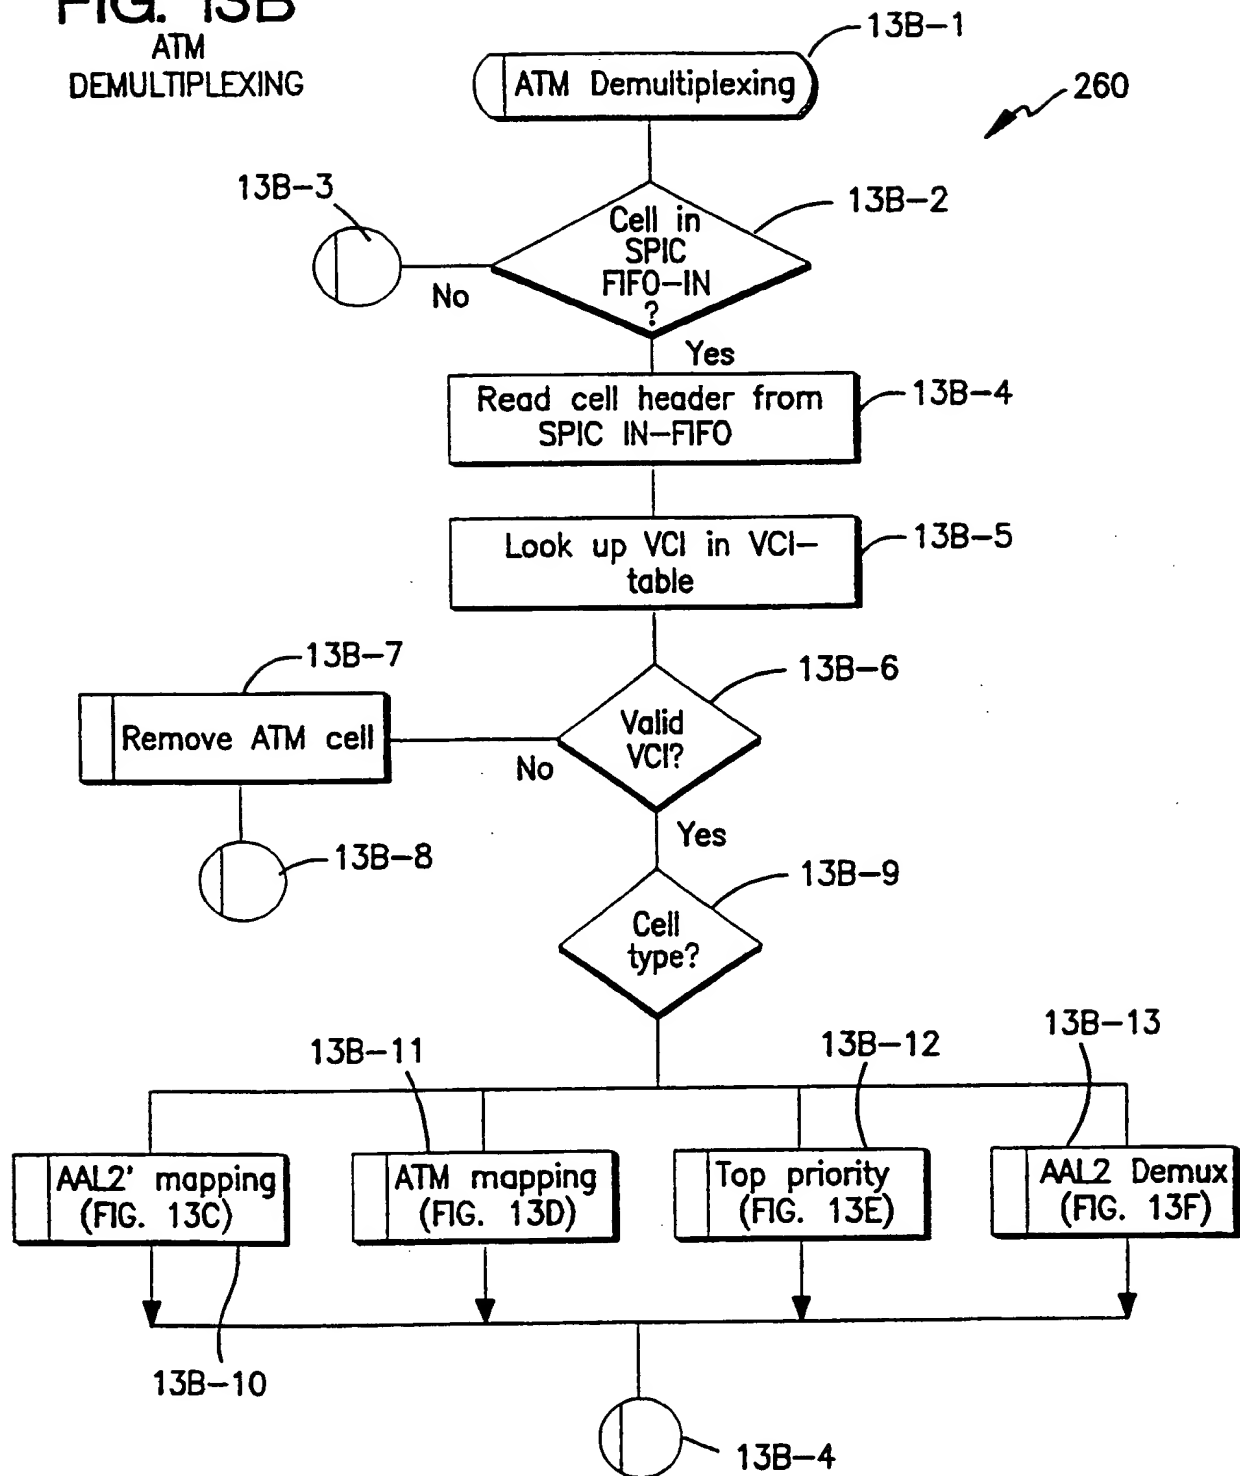 FIG. 13B
ATM
DEMULTIPLEXING
13B-1
ATM Demultiplexing
260
13B-3
13B-2
Cell in
SPIC
FIFO-IN
?
No
Yes
Read cell header from
SPIC IN-FIFO
13B-4
Look up VCI in VCI-
table
13B-5
13B-7
13B-6
Remove ATM cell
Valid
VCI?
No
Yes
13B-8
13B-9
Cell
type?
13B-11
13B-12
13B-13
AAL2' mapping
(FIG. 13C)
ATM mapping
(FIG. 13D)
Top priority
(FIG. 13E)
AAL2 Demux
(FIG. 13F)
13B-10
13B-4